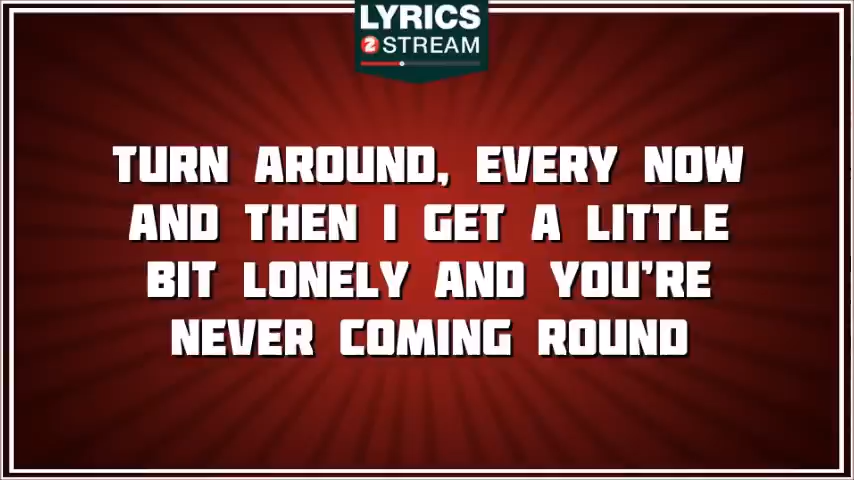 LYRICS
2 STREAM
TURN AROUND, EVERY NOW
AND THEN I GET A LITTLE
BIT LONELY AND YOU'RE
NEVER COMING ROUND